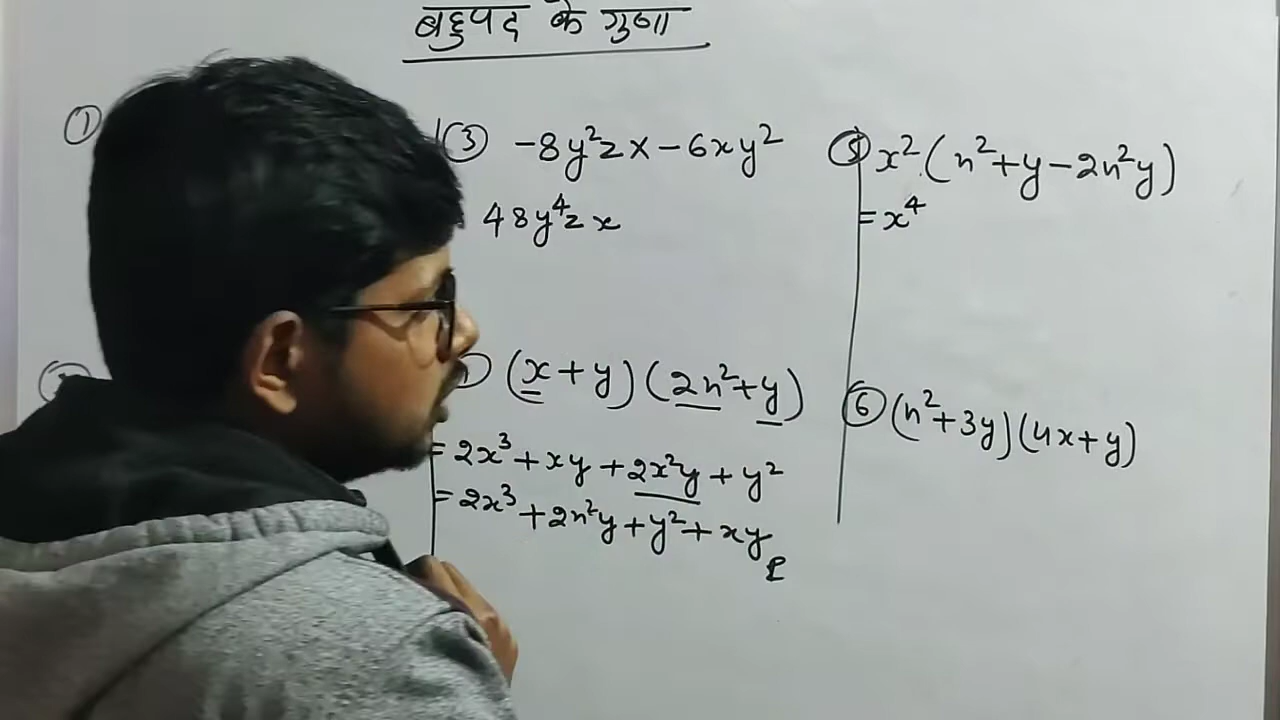 बहुपद के गुणा
①
③ -8y²zx - 6xy²
48y⁴zx
(x+y)(2x²+y)
= 2x³+xy+2x²y+y²
= 2x³+2x²y+y²+xy
⑤ x²(x²+y-2x²y)
= x⁴
⑥ (x²+3y)(4x+y)